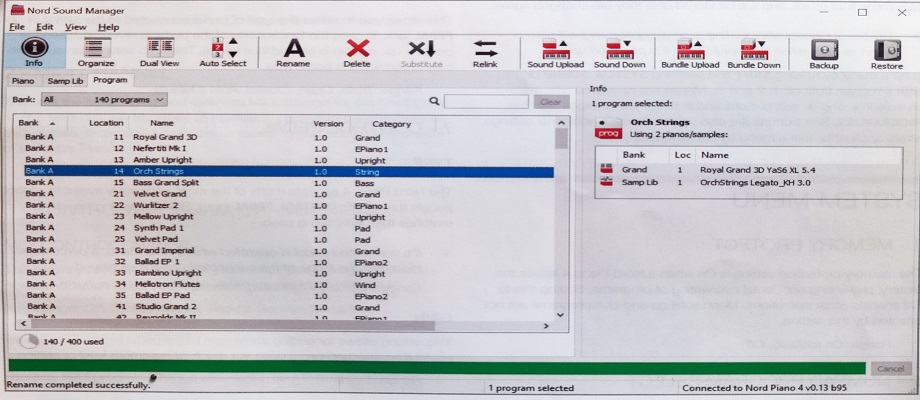 Nord Sound Manager
File Edit View Help
Info Organize Dual View Auto Select Rename Delete Substitute Relink Sound Upload Sound Down Bundle Upload Bundle Down Backup Restore
Piano Samp Lib Program
Bank: All 140 programs Clear
Bank Location Name Version Category
Bank A 11 Royal Grand 3D 1.0 Grand
Bank A 12 Nefertiti Mk I 1.0 EPiano1
Bank A 13 Amber Upright 1.0 Upright
Bank A 14 Orch Strings 1.0 String
Bank A 15 Bass Grand Split 1.0 Bass
Bank A 21 Velvet Grand 1.0 Grand
Bank A 22 Wurlitzer 2 1.0 EPiano1
Bank A 23 Mellow Upright 1.0 Upright
Bank A 24 Synth Pad 1 1.0 Pad
Bank A 25 Velvet Pad 1.0 Pad
Bank A 31 Grand Imperial 1.0 Grand
Bank A 32 Ballad EP 1 1.0 EPiano2
Bank A 33 Bambino Upright 1.0 Upright
Bank A 34 Mellotron Flutes 1.0 Wind
Bank A 35 Ballad EP Pad 1.0 EPiano2
Bank A 41 Studio Grand 2 1.0 Grand
Bank A 42 Reynolds Mk II 1.0 EPiano1
140 / 400 used
Info
1 program selected:
Orch Strings
prog Using 2 pianos/samples:
Bank Loc Name
Grand 1 Royal Grand 3D YaS6 XL 5.4
Samp Lib 1 OrchStrings Legato_KH 3.0
Cancel
Rename completed successfully. 1 program selected Connected to Nord Piano 4 v0.13 b95